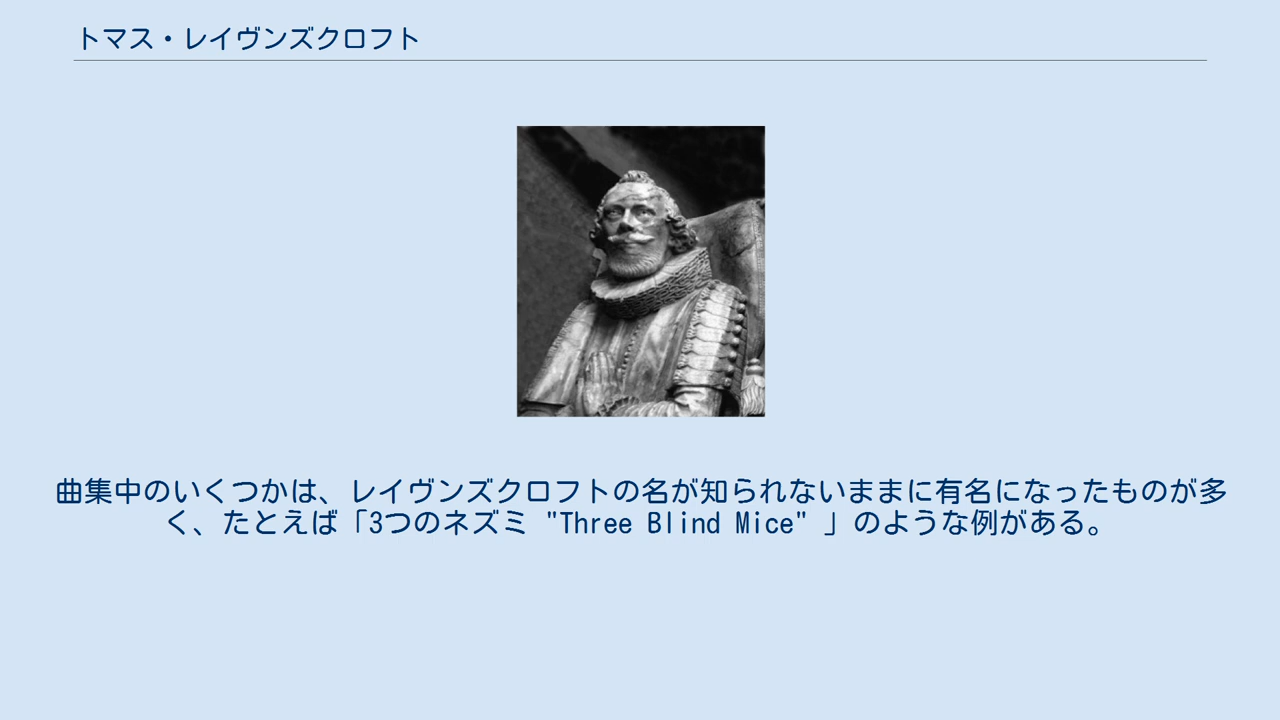 トマス・レイヴンズクロフト
曲集中のいくつかは、レイヴンズクロフトの名が知られないままに有名になったものが多
く、たとえば「3つのネズミ "Three Blind Mice" 」のような例がある。